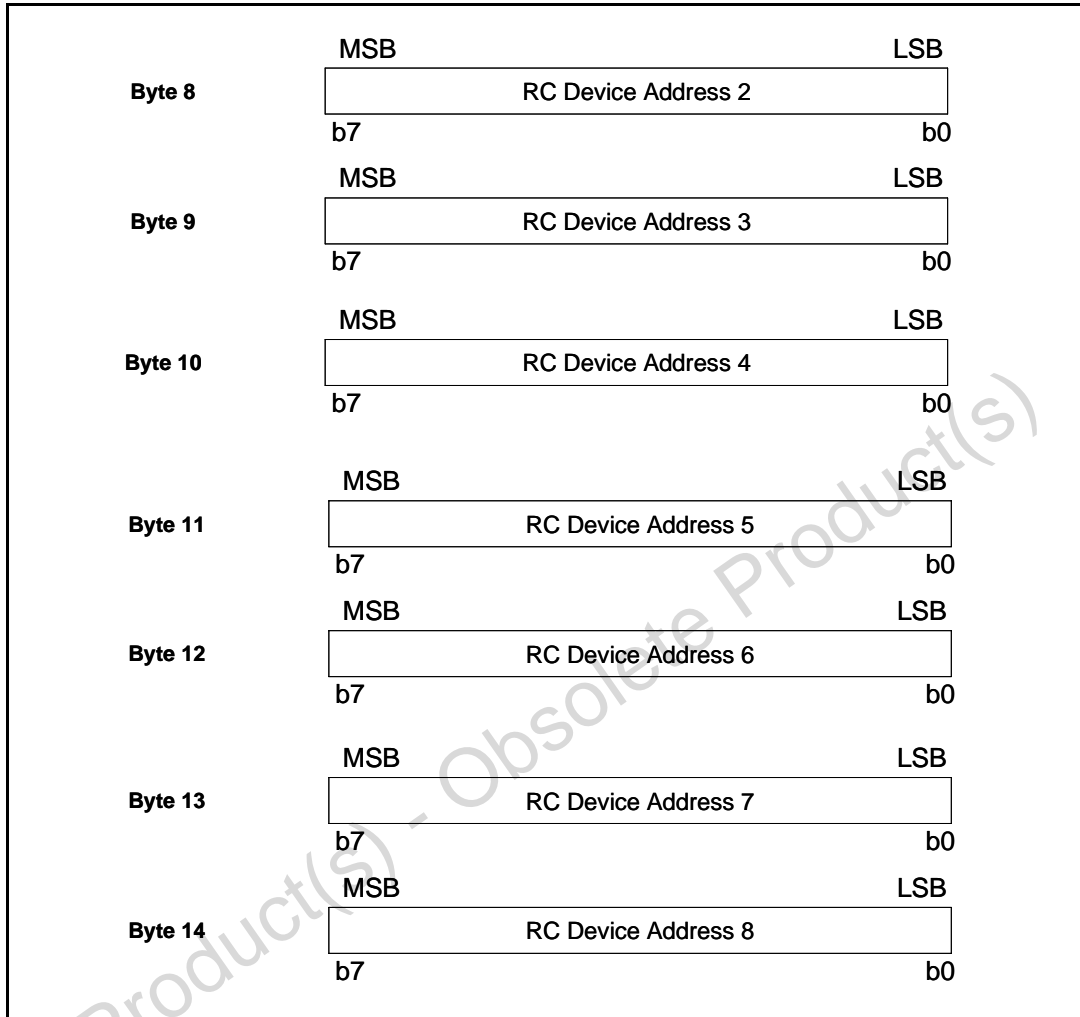 MSB LSB
Byte 8 RC Device Address 2
b7 b0
MSB LSB
Byte 9 RC Device Address 3
b7 b0
MSB LSB
Byte 10 RC Device Address 4
b7 b0
MSB LSB
Byte 11 RC Device Address 5
b7 b0
MSB LSB
Byte 12 RC Device Address 6
b7 b0
MSB LSB
Byte 13 RC Device Address 7
b7 b0
MSB LSB
Byte 14 RC Device Address 8
b7 b0
Product(s) - Obsolete Product(s)